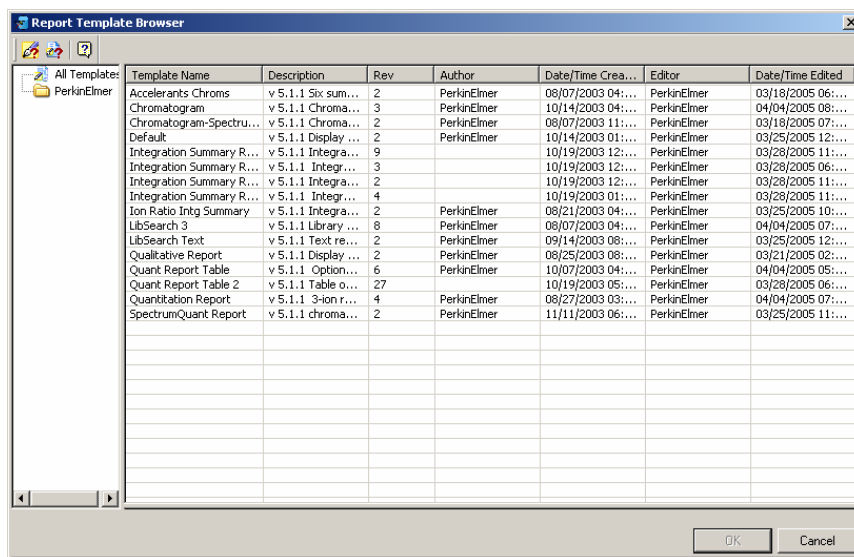 Report Template Browser
All Templates
PerkinElmer
Template Name Description Rev Author Date/Time Crea... Editor Date/Time Edited
Accelerants Chroms v 5.1.1 Six sum... 2 PerkinElmer 08/07/2003 04:... PerkinElmer 03/18/2005 06:...
Chromatogram v 5.1.1 Chroma... 3 PerkinElmer 10/14/2003 04:... PerkinElmer 04/04/2005 08:...
Chromatogram-Spectru... v 5.1.1 Chroma... 2 PerkinElmer 08/07/2003 11:... PerkinElmer 03/18/2005 07:...
Default v 5.1.1 Display ... 2 PerkinElmer 10/14/2003 01:... PerkinElmer 03/25/2005 12:...
Integration Summary R... v 5.1.1 Integra... 9 10/19/2003 12:... PerkinElmer 03/28/2005 11:...
Integration Summary R... v 5.1.1 Integr... 3 10/19/2003 12:... PerkinElmer 03/28/2005 06:...
Integration Summary R... v 5.1.1 Integr... 2 10/19/2003 12:... PerkinElmer 03/28/2005 11:...
Integration Summary R... v 5.1.1 Integr... 4 10/19/2003 01:... PerkinElmer 03/28/2005 11:...
Ion Ratio Intg Summary v 5.1.1 Integra... 2 PerkinElmer 08/21/2003 04:... PerkinElmer 03/25/2005 10:...
LibSearch 3 v 5.1.1 Library ... 8 PerkinElmer 08/07/2003 04:... PerkinElmer 04/04/2005 07:...
LibSearch Text v 5.1.1 Text re... 2 PerkinElmer 09/14/2003 08:... PerkinElmer 03/25/2005 12:...
Qualitative Report v 5.1.1 Display ... 2 PerkinElmer 08/25/2003 08:... PerkinElmer 03/21/2005 02:...
Quant Report Table v 5.1.1 Option... 6 PerkinElmer 10/07/2003 04:... PerkinElmer 04/04/2005 05:...
Quant Report Table 2 v 5.1.1 Table o... 27 10/19/2003 05:... PerkinElmer 03/28/2005 06:...
Quantitation Report v 5.1.1 3-ion r... 4 PerkinElmer 08/27/2003 03:... PerkinElmer 04/04/2005 07:...
SpectrumQuant Report v 5.1.1 chroma... 2 PerkinElmer 11/11/2003 06:... PerkinElmer 03/25/2005 11:...
OK Cancel